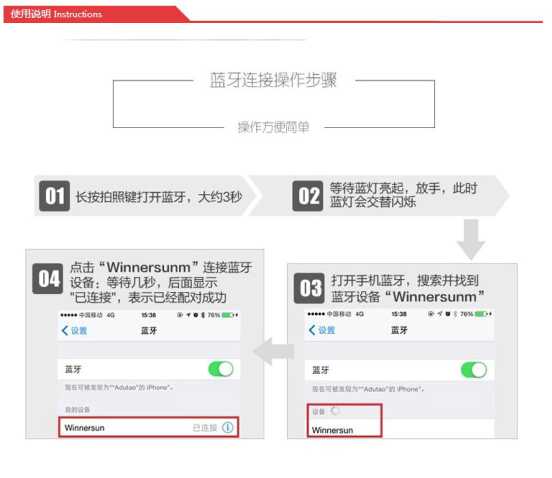 使用说明 Instructions
蓝牙连接操作步骤
操作方便简单
01 长按拍照键打开蓝牙，大约3秒
02 等待蓝灯亮起，放手，此时
蓝灯会交替闪烁
04 点击“Winnersunm”连接蓝牙
设备；等待几秒，后面显示
"已连接"，表示已经配对成功
中国移动 4G 15:38 76%
设置 蓝牙
蓝牙
现在可被发现为“"Adutao"的 iPhone”。
我的设备
Winnersun 已连接
03 打开手机蓝牙，搜索并找到
蓝牙设备“Winnersunm”
中国移动 4G 15:38 76%
设置 蓝牙
蓝牙
现在可被发现为“"Adutao"的 iPhone”。
设备
Winnersun